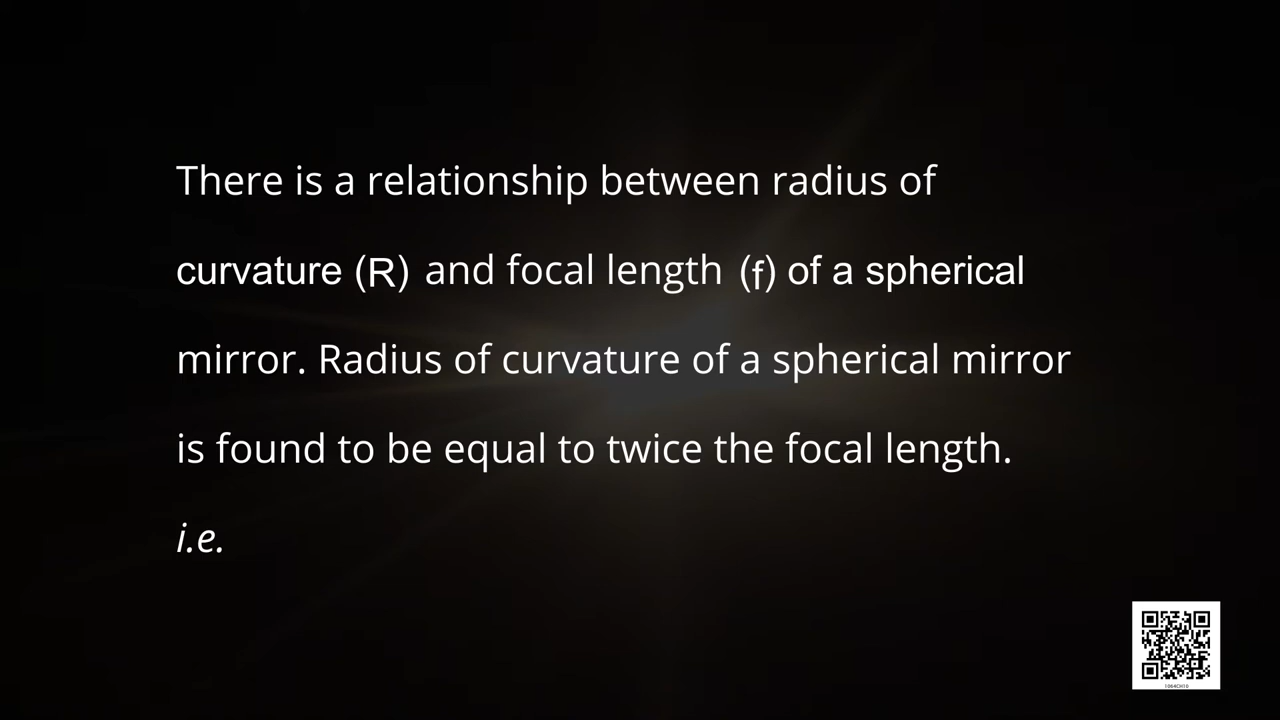 There is a relationship between radius of
curvature (R) and focal length (f) of a spherical
mirror. Radius of curvature of a spherical mirror
is found to be equal to twice the focal length.
i.e.
1064CH10